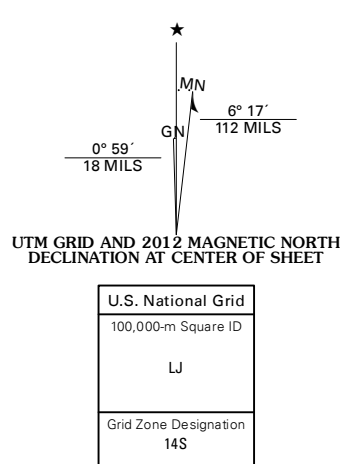 MN
GN
6° 17´
112 MILS
0° 59´
18 MILS
UTM GRID AND 2012 MAGNETIC NORTH
DECLINATION AT CENTER OF SHEET
U.S. National Grid
100,000-m Square ID
LJ
Grid Zone Designation
14S